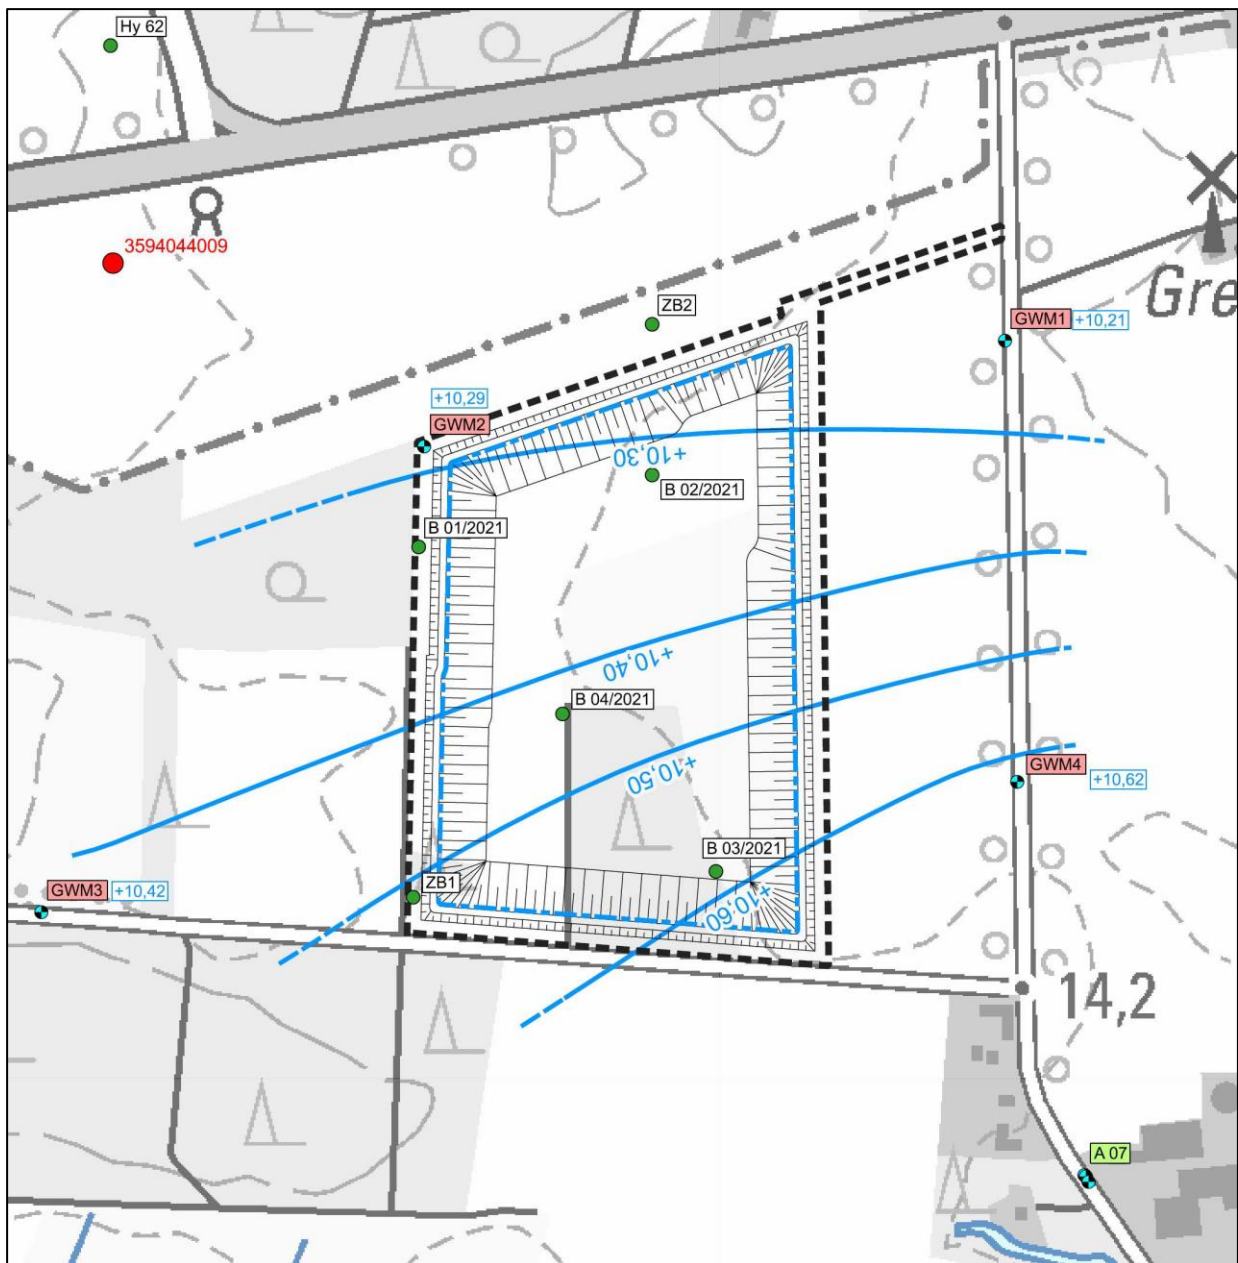 Hy 62
3594044009
ZB2
GWM1 +10,21
Gre
+10,29
GWM2
+10,30
B 02/2021
B 01/2021
+10,40
B 04/2021
+10,50
GWM4
+10,62
B 03/2021
ZB1
GWM3 +10,42
+10,60
14,2
A 07